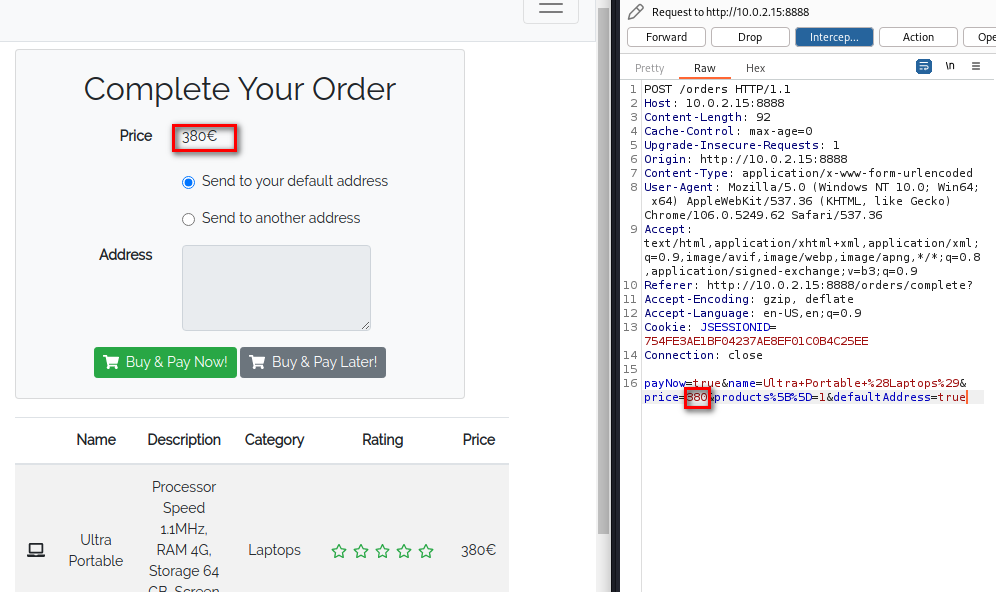 Complete Your Order
Price 380€
Send to your default address
Send to another address
Address
Buy & Pay Now! Buy & Pay Later!
Name Description Category Rating Price
Ultra Portable
Processor Speed 1.1MHz, RAM 4G, Storage 64 GB, Screen
Laptops
380€
Request to http://10.0.2.15:8888
Forward Drop Intercep... Action Ope
Pretty Raw Hex \n
1 POST /orders HTTP/1.1
2 Host: 10.0.2.15:8888
3 Content-Length: 92
4 Cache-Control: max-age=0
5 Upgrade-Insecure-Requests: 1
6 Origin: http://10.0.2.15:8888
7 Content-Type: application/x-www-form-urlencoded
8 User-Agent: Mozilla/5.0 (Windows NT 10.0; Win64;
x64) AppleWebKit/537.36 (KHTML, like Gecko)
Chrome/106.0.5249.62 Safari/537.36
9 Accept:
text/html,application/xhtml+xml,application/xml;
q=0.9,image/avif,image/webp,image/apng,*/*;q=0.8
,application/signed-exchange;v=b3;q=0.9
10 Referer: http://10.0.2.15:8888/orders/complete?
11 Accept-Encoding: gzip, deflate
12 Accept-Language: en-US,en;q=0.9
13 Cookie: JSESSIONID=
754FE3AE1BF04237AE8EF01C0B4C25EE
14 Connection: close
15
16 payNow=true&name=Ultra+Portable+%28Laptops%29&
price=380&products%5B%5D=1&defaultAddress=true